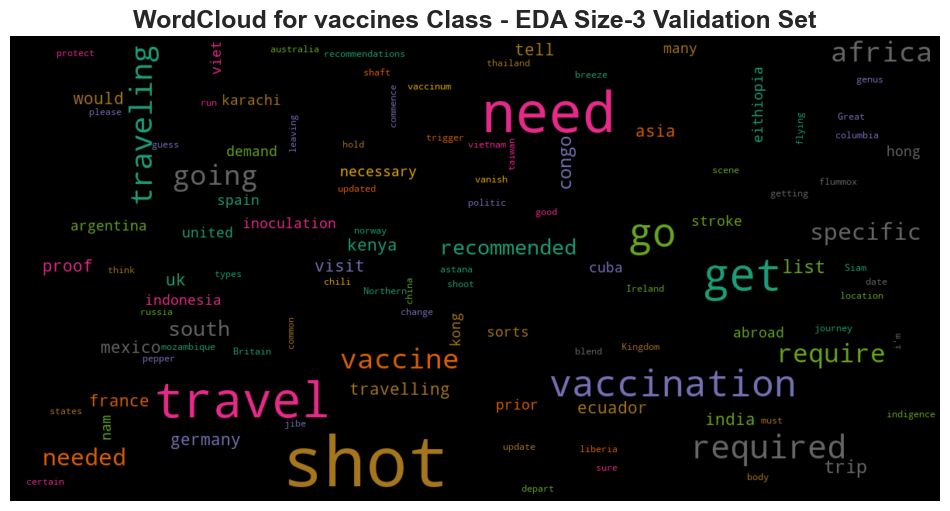 WordCloud for vaccines Class - EDA Size-3 Validation Set
protect
traveling
viet
australia
recommendations
tell
many
africa
thailand
shaft
breeze
genus
would
please
run
karachi
commence
vaccinum
need
eithiopia
flying
Great
columbia
asia
guess
leaving
demand
hold
trigger
vietnam
taiwan
congo
hong
going
necessary
updated
vanish
scene
flummox
getting
spain
politic
good
argentina
united
inoculation
norway
kenya
recommended
go
stroke
specific
proof
think
types
uk
visit
chili
astana
shoot
cuba
get
list
Siam
date
location
indonesia
russia
Northern
china
Ireland
change
south
common
kong
sorts
abroad
journey
i'm
mexico
mozambique
Britain
pepper
vaccine
blend
Kingdom
require
travel
travelling
vaccination
france
states
nam
jibe
prior
ecuador
india
must
indigence
germany
needed
shot
update
liberia
sure
required
trip
body
certain
depart